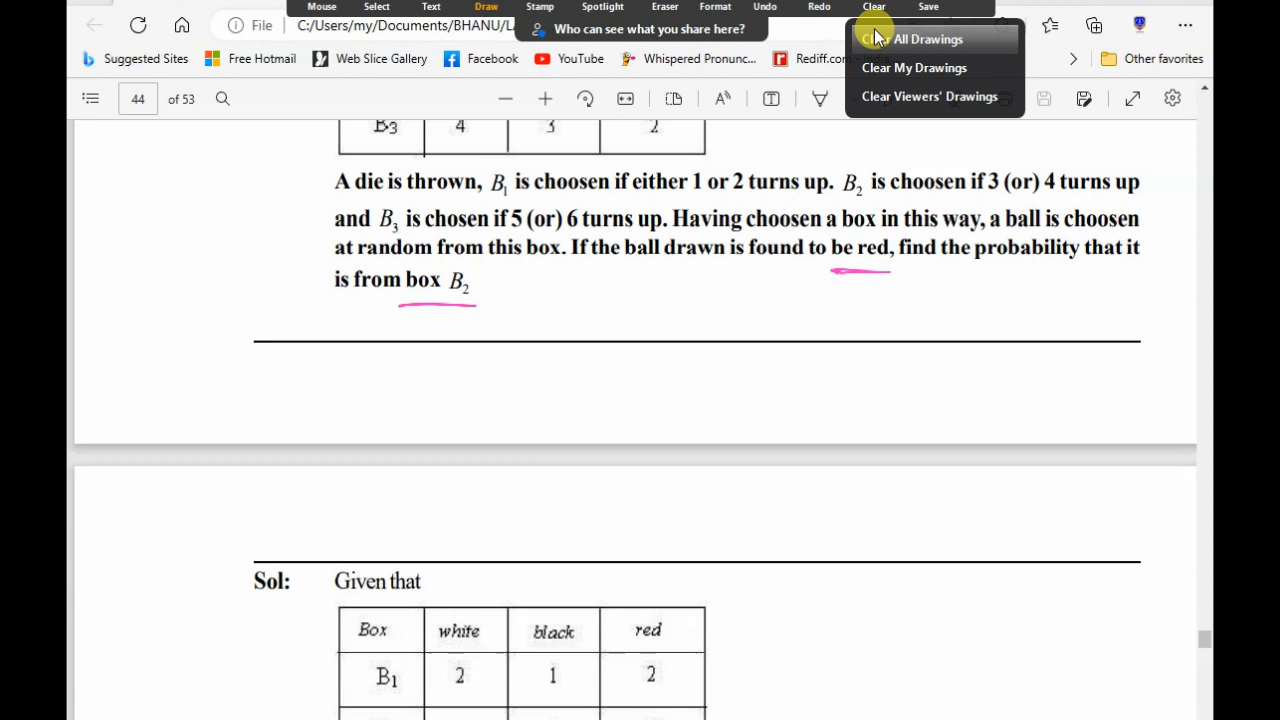 Mouse Select Text Draw Stamp Spotlight Eraser Format Undo Redo Clear Save
File C:/Users/my/Documents/BHANU/L Who can see what you share here?
Clear All Drawings
Clear My Drawings
Clear Viewers' Drawings
Suggested Sites Free Hotmail Web Slice Gallery Facebook YouTube Whispered Pronunc... Rediff.com - Other favorites
44 of 53
B3 4 3 2
A die is thrown, B1 is choosen if either 1 or 2 turns up. B2 is choosen if 3 (or) 4 turns up
and B3 is chosen if 5 (or) 6 turns up. Having choosen a box in this way, a ball is choosen
at random from this box. If the ball drawn is found to be red, find the probability that it
is from box B2
Sol: Given that
Box white black red
B1 2 1 2